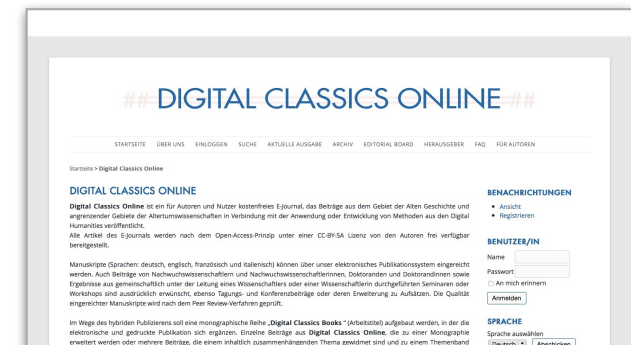 ## DIGITAL CLASSICS ONLINE ##
STARTSEITE ÜBER UNS EINLOGGEN SUCHE AKTUELLE AUSGABE ARCHIV EDITORIAL BOARD HERAUSGEBER FAQ FÜR AUTOREN
Startseite > Digital Classics Online
DIGITAL CLASSICS ONLINE
Digital Classics Online ist ein für Autoren und Nutzer kostenfreies E-Journal, das Beiträge aus dem Gebiet der Alten Geschichte und
angrenzender Gebiete der Altertumswissenschaften in Verbindung mit der Anwendung oder Entwicklung von Methoden aus den Digital
Humanities veröffentlicht.
Alle Artikel des E-Journals werden nach dem Open-Access-Prinzip unter einer CC-BY-SA Lizenz von den Autoren frei verfügbar
bereitgestellt.
Manuskripte (Sprachen: deutsch, englisch, französisch und italienisch) können über unser elektronisches Publikationssystem eingereicht
werden. Auch Beiträge von Nachwuchswissenschaftlern und Nachwuchswissenschaftlerinnen, Doktoranden und Doktorandinnen sowie
Ergebnisse aus gemeinschaftlich unter der Leitung eines Wissenschaftlers oder einer Wissenschaftlerin durchgeführten Seminaren oder
Workshops sind ausdrücklich erwünscht, ebenso Tagungs- und Konferenzbeiträge oder deren Erweiterung zu Aufsätzen. Die Qualität
eingereichter Manuskripte wird nach dem Peer Review-Verfahren geprüft.
Im Wege des hybriden Publizierens soll eine monographische Reihe „Digital Classics Books " (Arbeitstitel) aufgebaut werden, in der die
elektronische und gedruckte Publikation sich ergänzen. Einzelne Beiträge aus Digital Classics Online, die zu einer Monographie
erweitert werden oder mehrere Beiträge, die einem inhaltlich zusammenhängenden Thema gewidmet sind und zu einem Themenband
BENACHRICHTUNGEN
Ansicht
Registrieren
BENUTZER/IN
Name
Passwort
An mich erinnern
Anmelden
SPRACHE
Sprache auswählen
Deutsch Abschicken